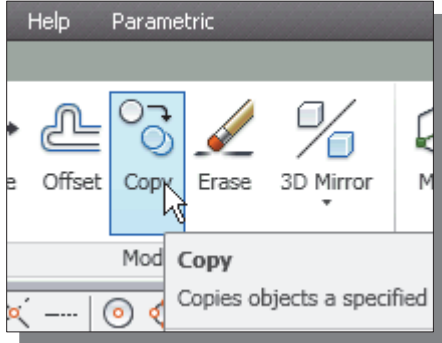 Help Parametric
Offset Copy Erase 3D Mirror
Copy
Copies objects a specified